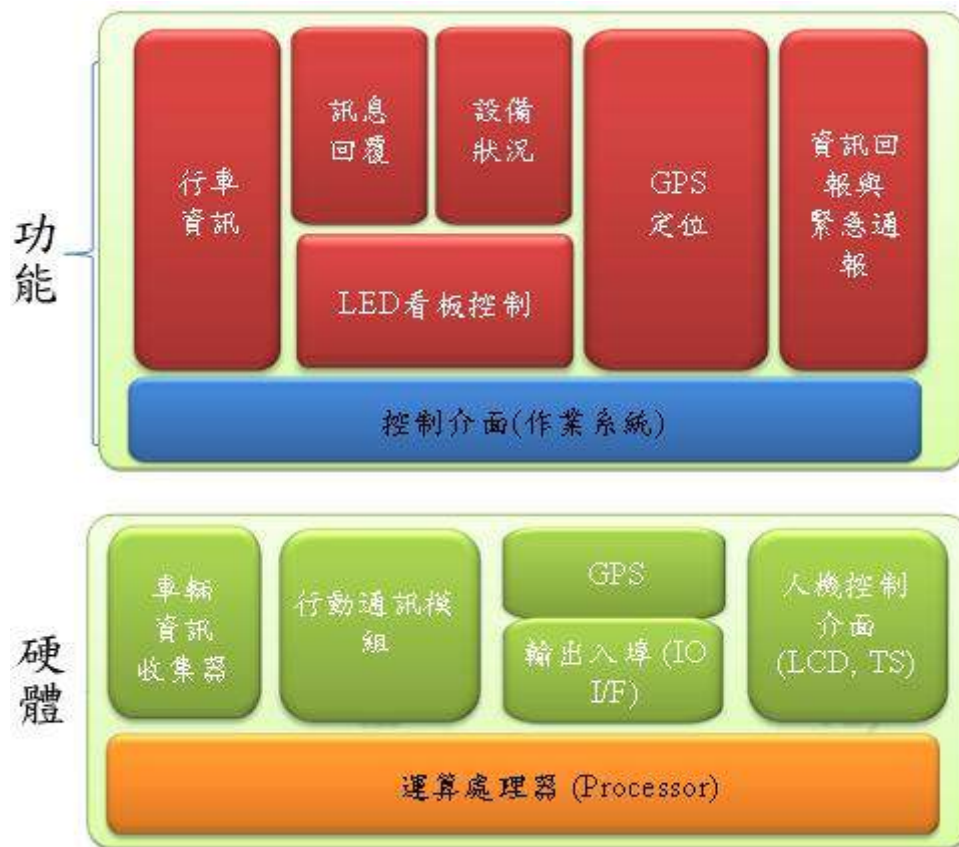 功
能
行車
資訊
訊息
回覆
設備
狀況
LED看板控制
GPS
定位
資訊回
報與
緊急通
報
控制介面(作業系統)
硬
體
車輛
資訊
收集器
行動通訊模
組
GPS
輸出入埠 (IO
I/F)
人機控制
介面
(LCD, TS)
運算處理器 (Processor)